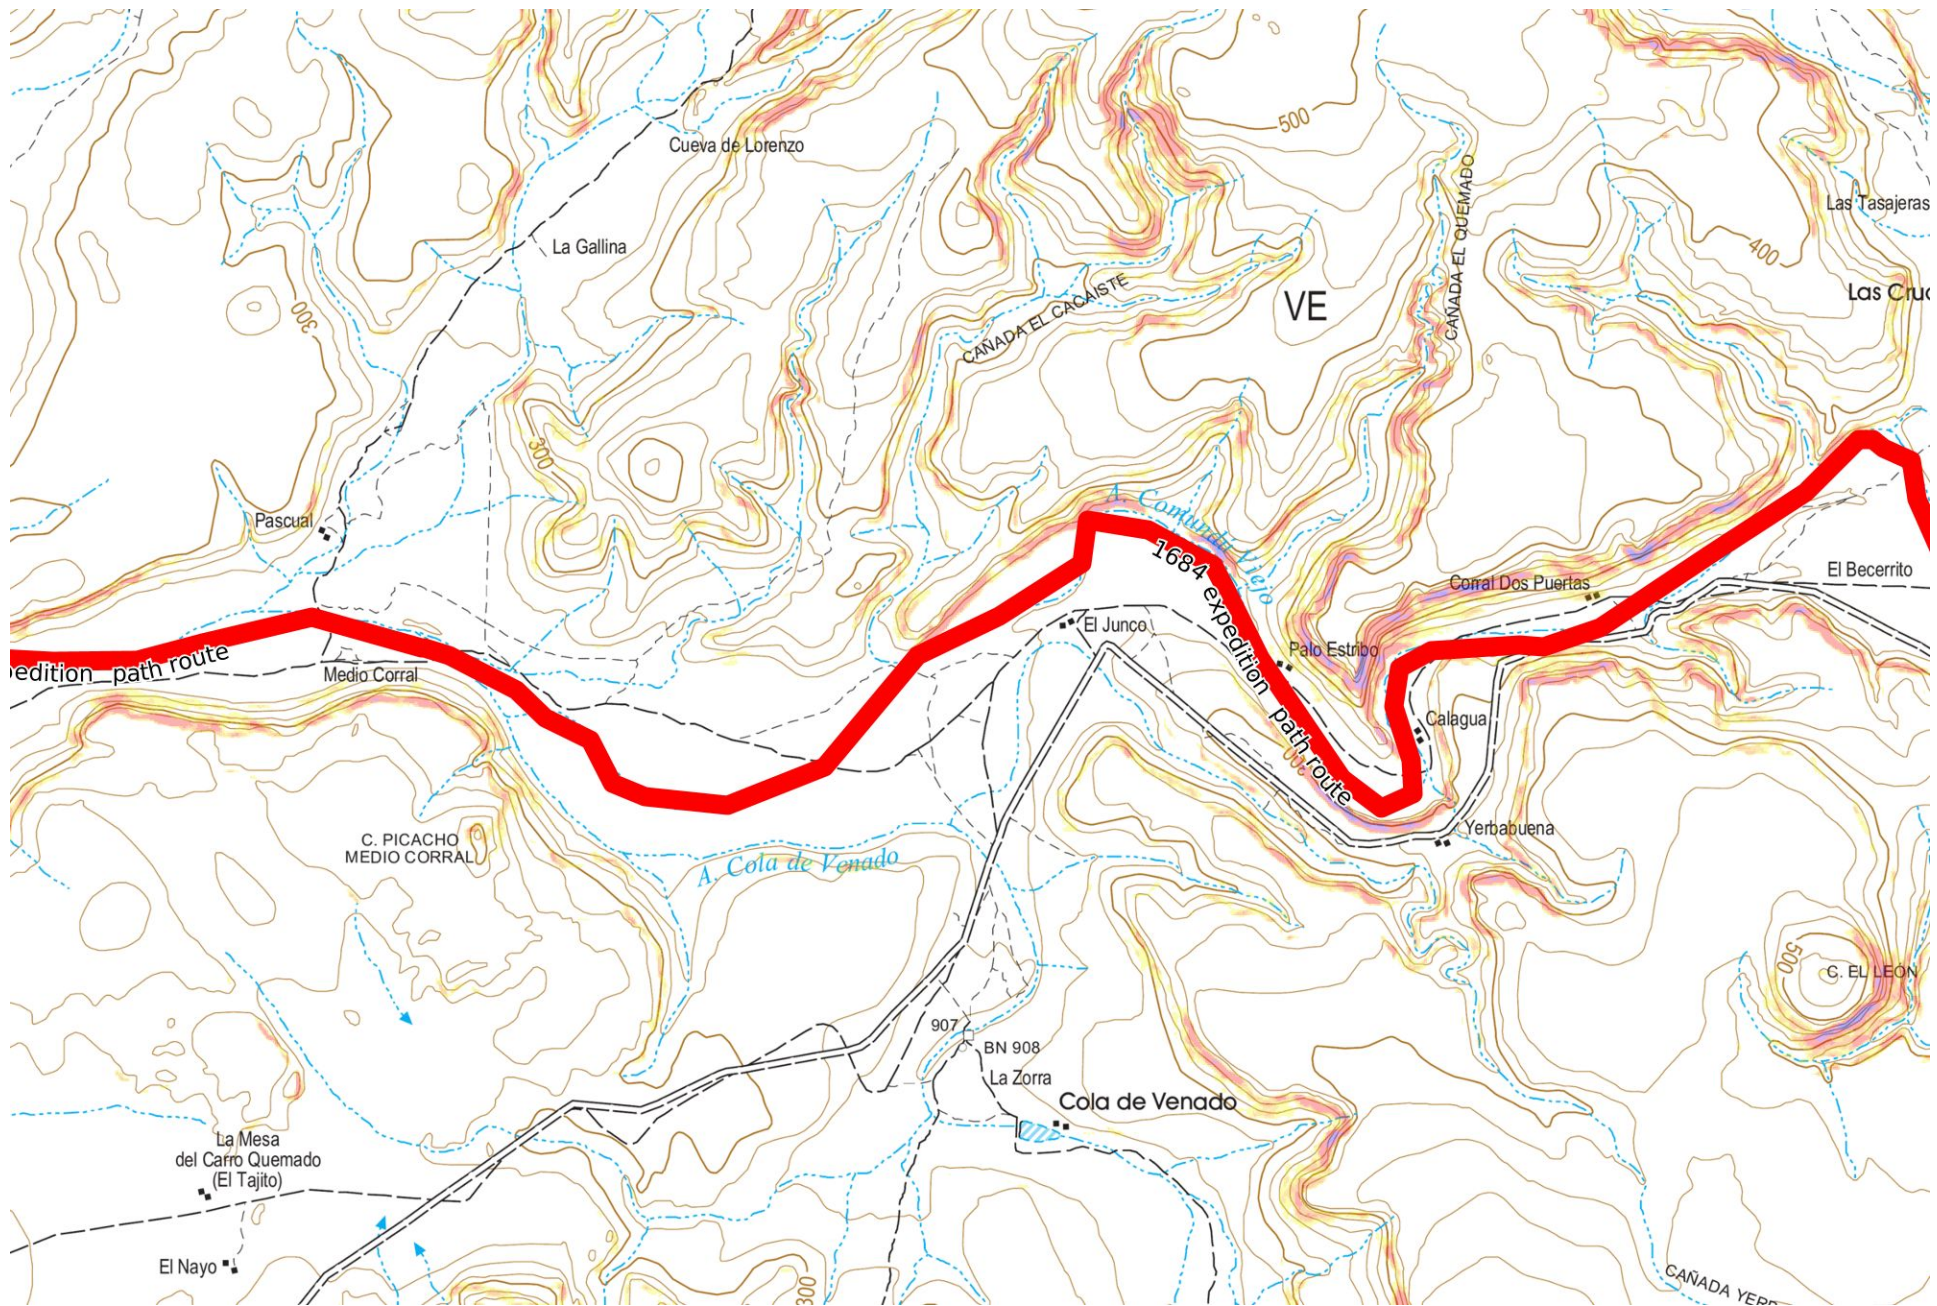 500
Cueva de Lorenzo
CAÑADA EL QUEMADO
Las Tasajeras
La Gallina
400
CAÑADA EL CACAISTE
VE
Las Cruc
300
300
Pascual
A. Comundú Viejo
1684 expedition path route
El Becerrito
Corral Dos Puertas
El Junco
Palo Estribo
pedition path route
Medio Corral
Calagua
Yerbabuena
C. PICACHO
MEDIO CORRAL
A. Cola de Venado
500
C. EL LEÓN
907
BN 908
La Zorra
Cola de Venado
La Mesa
del Carro Quemado
(El Tajito)
El Nayo
300
CAÑADA YERB